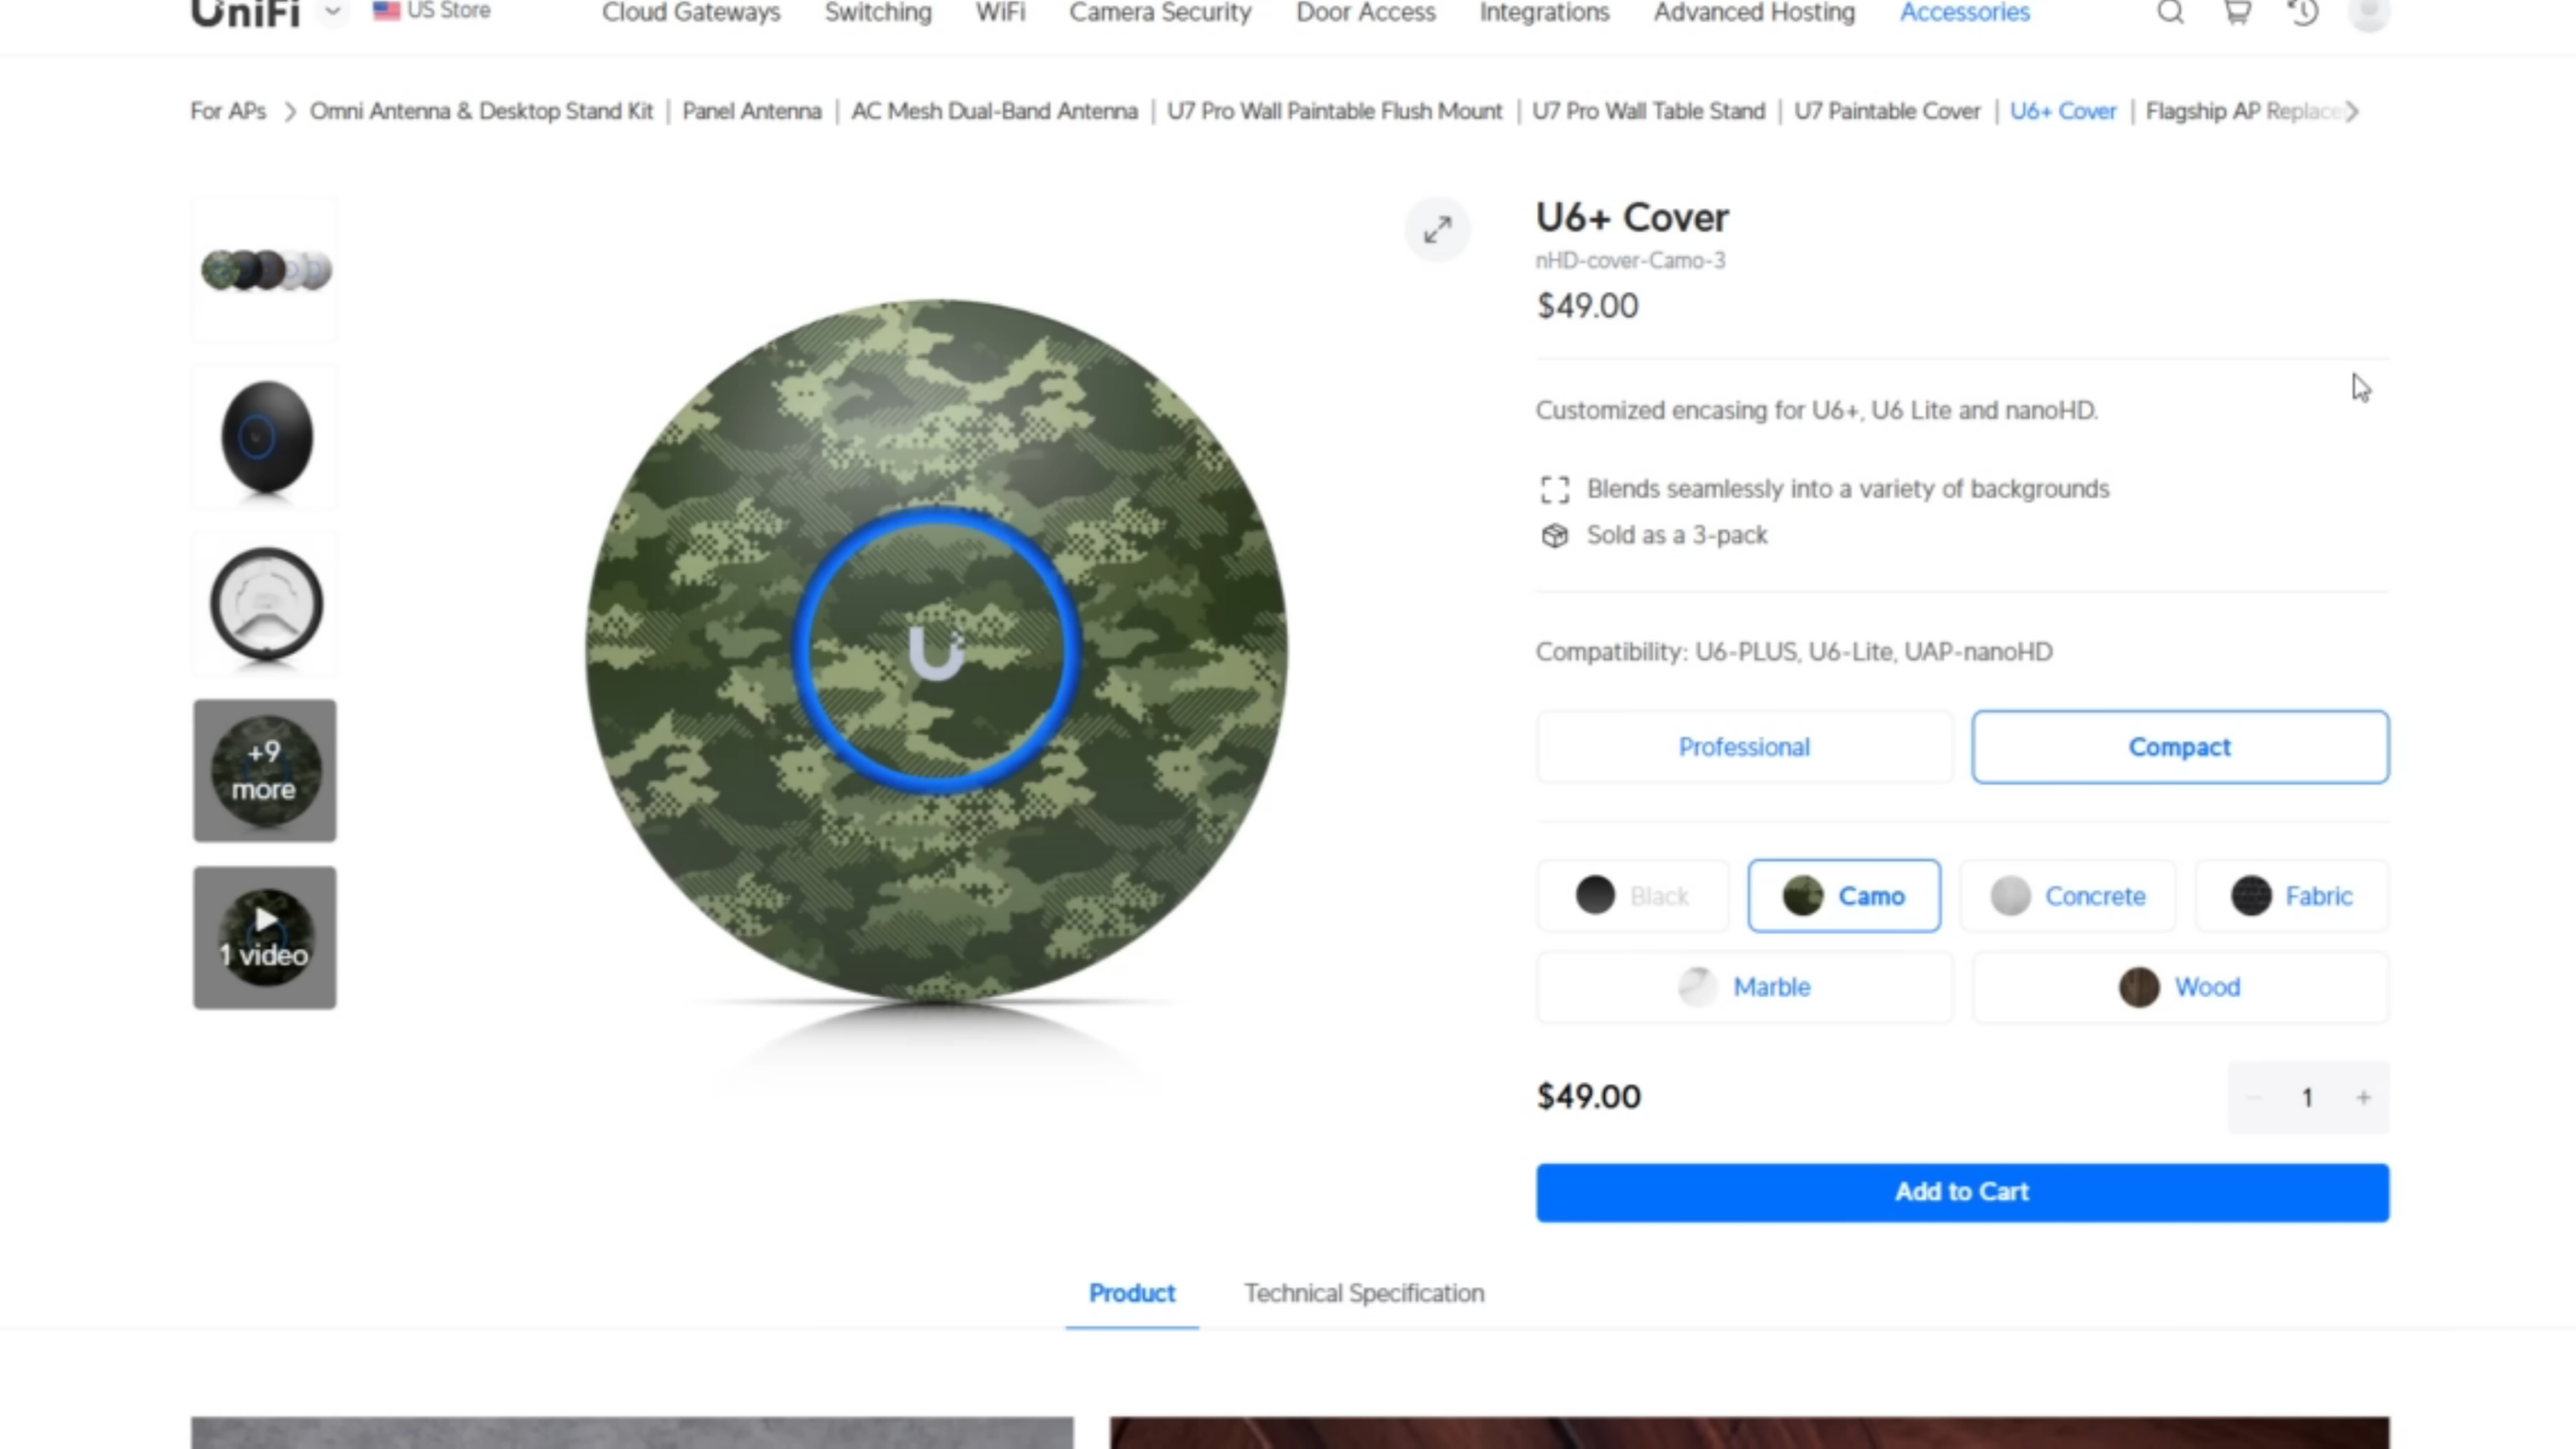 UniFi
US Store
Cloud Gateways
Switching
WiFi
Camera Security
Door Access
Integrations
Advanced Hosting
Accessories
For APs
Omni Antenna & Desktop Stand Kit
Panel Antenna
AC Mesh Dual-Band Antenna
U7 Pro Wall Paintable Flush Mount
U7 Pro Wall Table Stand
U7 Paintable Cover
U6+ Cover
Flagship AP Replace
U6+ Cover
nHD-cover-Camo-3
$49.00
Customized encasing for U6+, U6 Lite and nanoHD.
Blends seamlessly into a variety of backgrounds
Sold as a 3-pack
Compatibility: U6-PLUS, U6-Lite, UAP-nanoHD
Professional
Compact
Black
Camo
Concrete
Fabric
Marble
Wood
$49.00
1
Add to Cart
+9
more
1 video
Product
Technical Specification